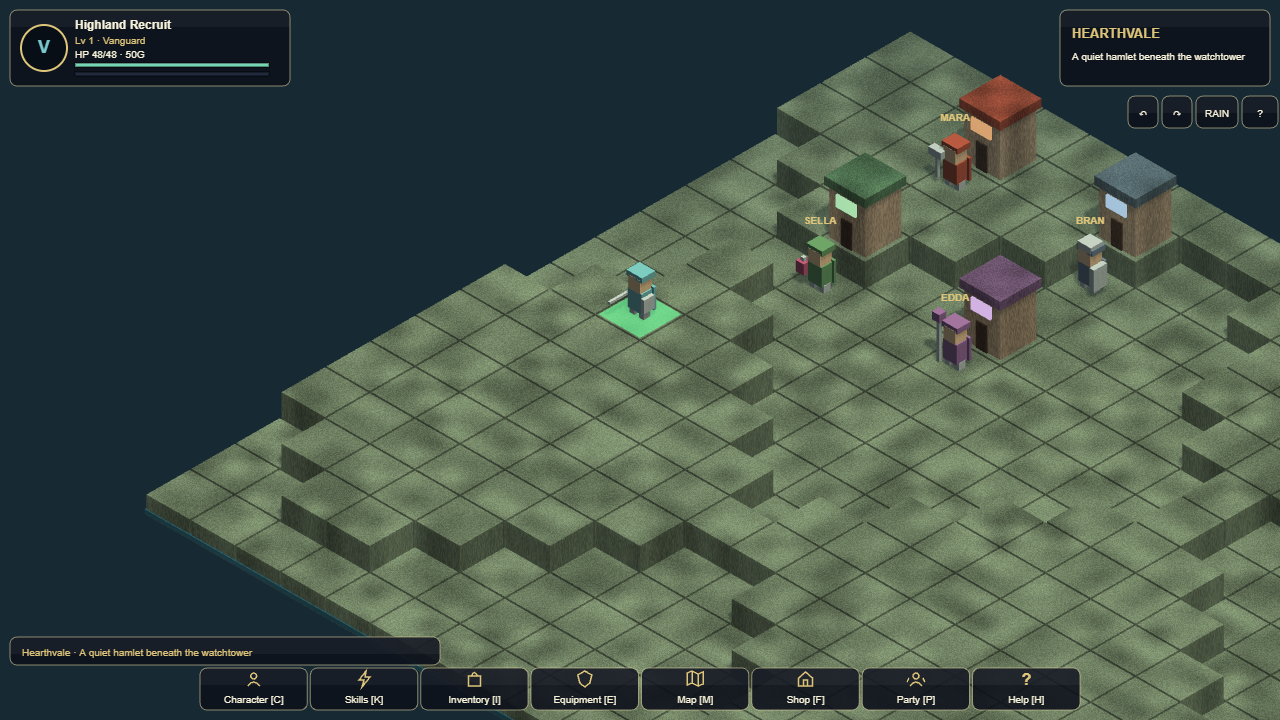 V
Highland Recruit
Lv 1 · Vanguard
HP 48/48 · 50G
HEARTHVALE
A quiet hamlet beneath the watchtower
↶
↷
RAIN
?
MARA
SELLA
BRAN
EDDA
Hearthvale · A quiet hamlet beneath the watchtower
Character [C]
Skills [K]
Inventory [I]
Equipment [E]
Map [M]
Shop [F]
Party [P]
?
Help [H]